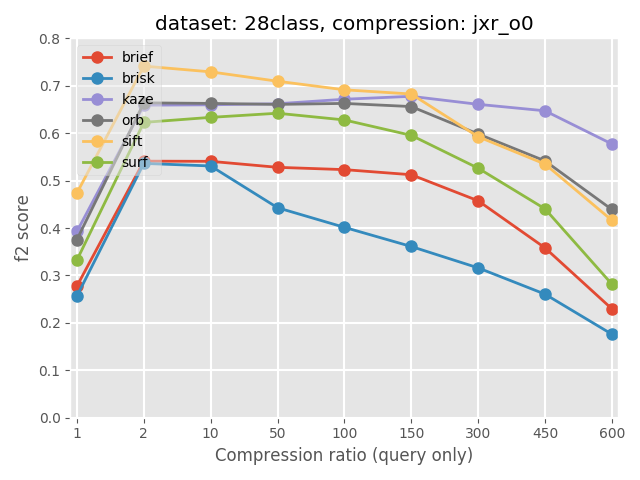 dataset: 28class, compression: jxr_o0
f2 score
0.8
0.7
0.6
0.5
0.4
0.3
0.2
0.1
0.0
brief
brisk
kaze
orb
sift
surf
1 2 10 50 100 150 300 450 600
Compression ratio (query only)